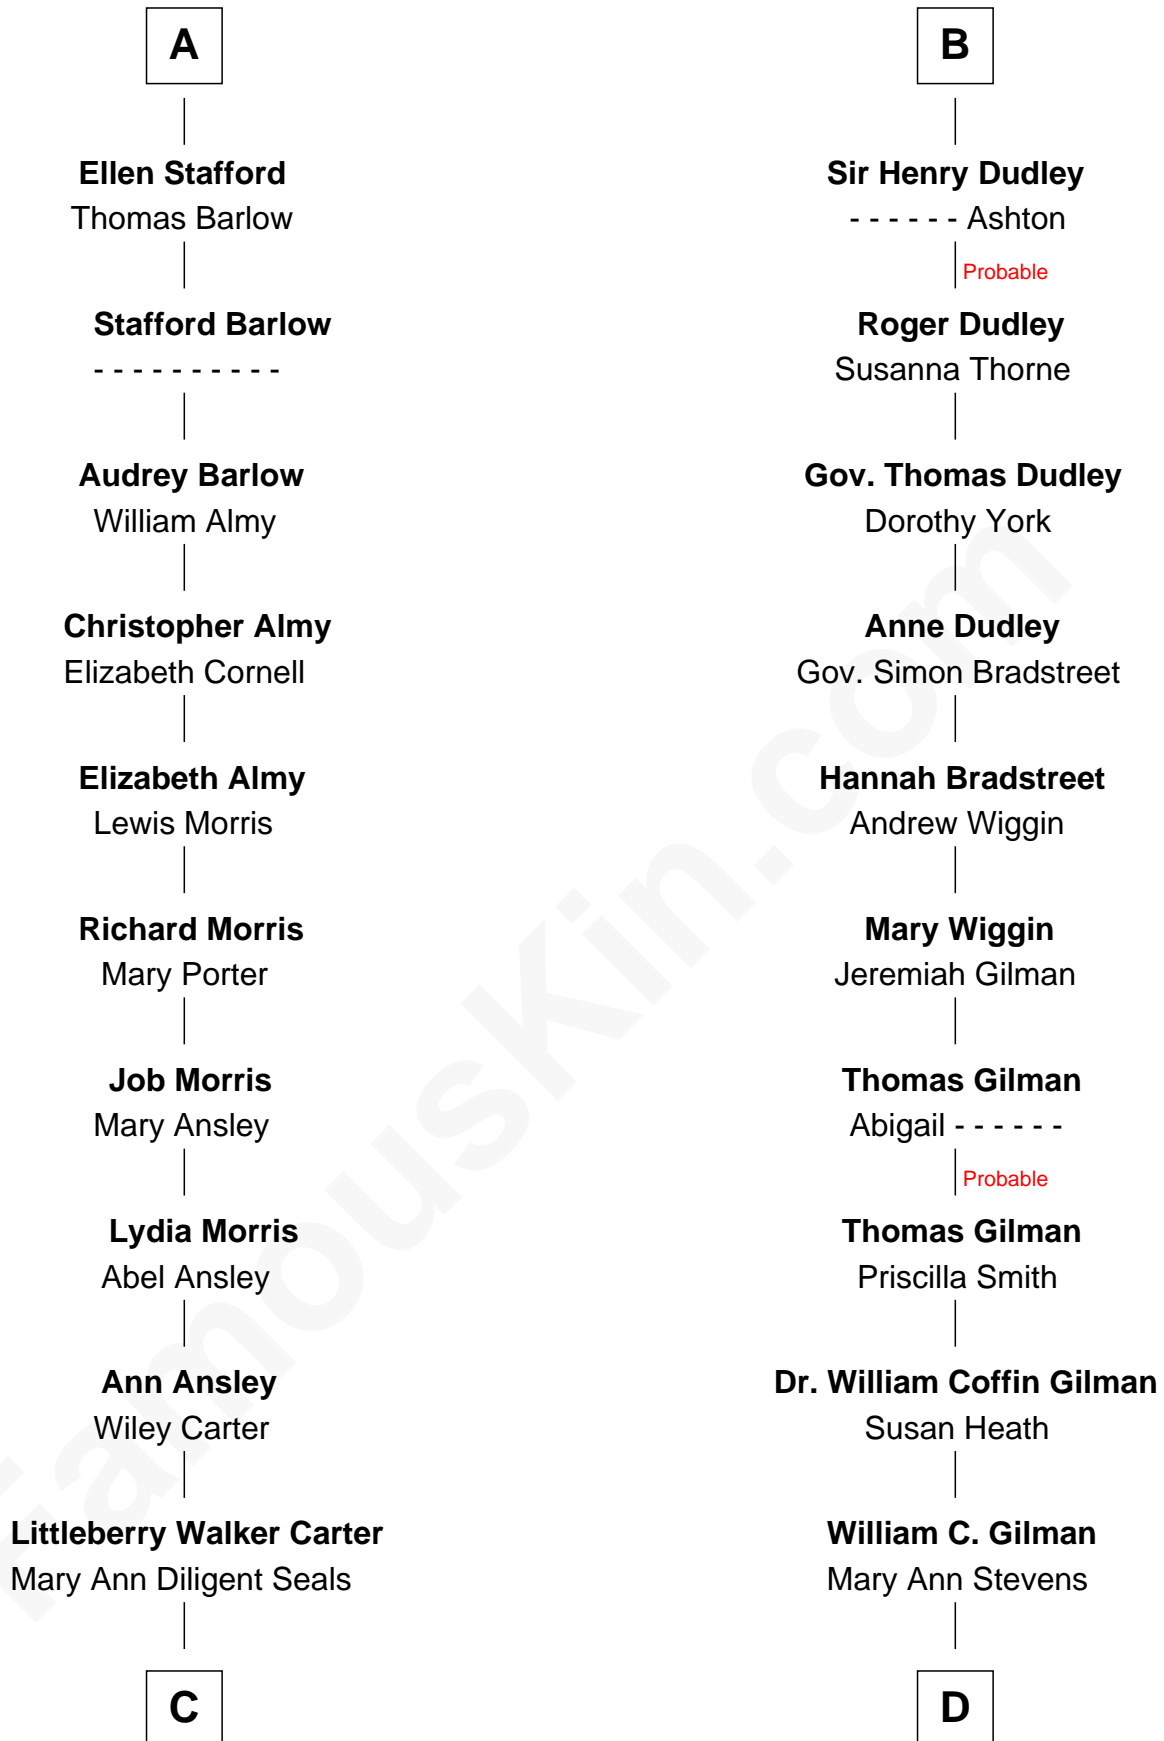 A
Ellen Stafford
Thomas Barlow
Stafford Barlow
- - - - - - - - - -
Audrey Barlow
William Almy
Christopher Almy
Elizabeth Cornell
Elizabeth Almy
Lewis Morris
Richard Morris
Mary Porter
Job Morris
Mary Ansley
Lydia Morris
Abel Ansley
Ann Ansley
Wiley Carter
Littleberry Walker Carter
Mary Ann Diligent Seals
C
B
Sir Henry Dudley
- - - - - - Ashton
Probable
Roger Dudley
Susanna Thorne
Gov. Thomas Dudley
Dorothy York
Anne Dudley
Gov. Simon Bradstreet
Hannah Bradstreet
Andrew Wiggin
Mary Wiggin
Jeremiah Gilman
Thomas Gilman
Abigail - - - - - -
Probable
Thomas Gilman
Priscilla Smith
Dr. William Coffin Gilman
Susan Heath
William C. Gilman
Mary Ann Stevens
D
FamousKin.com